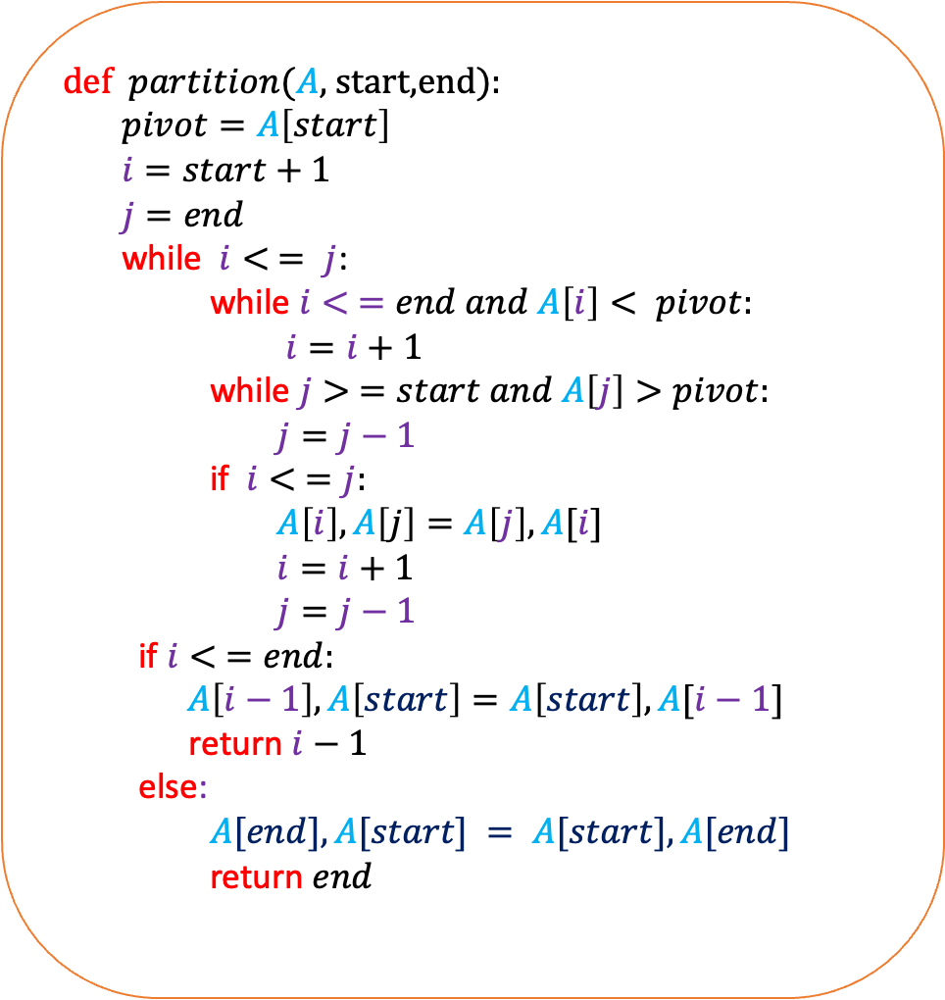 def partition(A, start,end):
pivot = A[start]
i = start + 1
j = end
while i <= j:
while i <= end and A[i] < pivot:
i = i + 1
while j >= start and A[j] > pivot:
j = j − 1
if i <= j:
A[i], A[j] = A[j], A[i]
i = i + 1
j = j − 1
if i <= end:
A[i − 1], A[start] = A[start], A[i − 1]
return i − 1
else:
A[end], A[start] = A[start], A[end]
return end